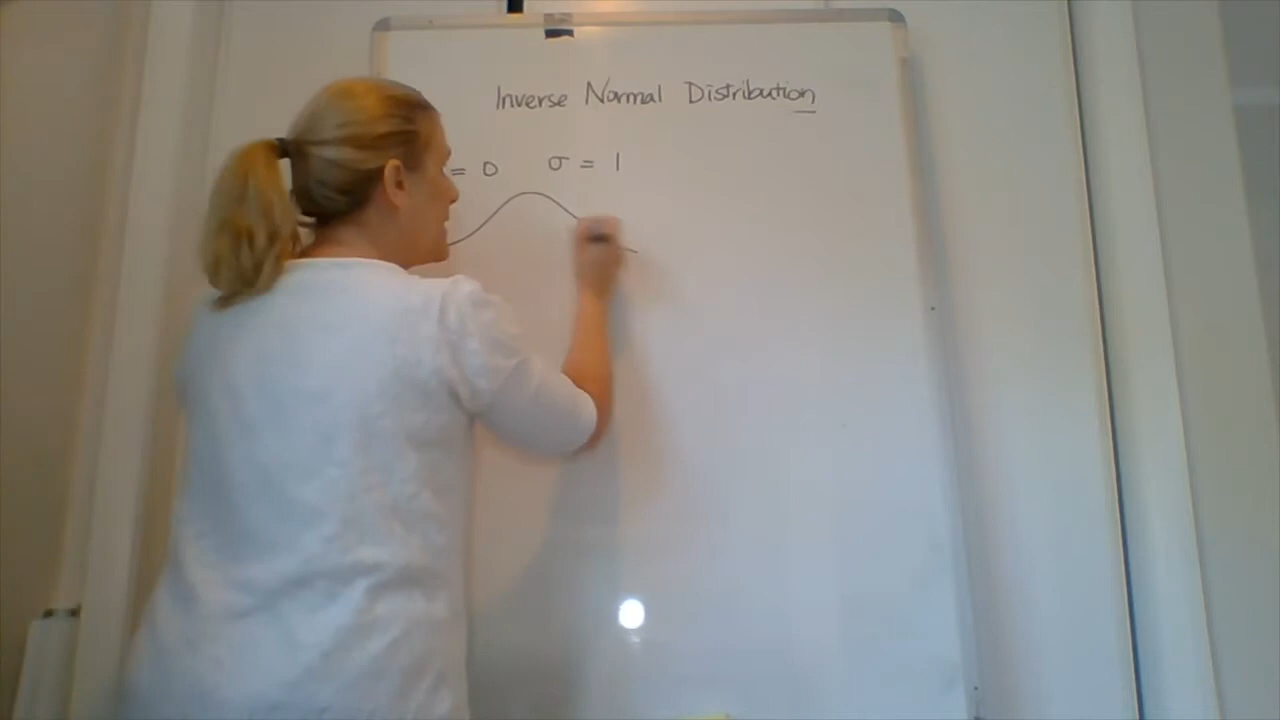 Inverse Normal Distribution
= 0 σ = 1